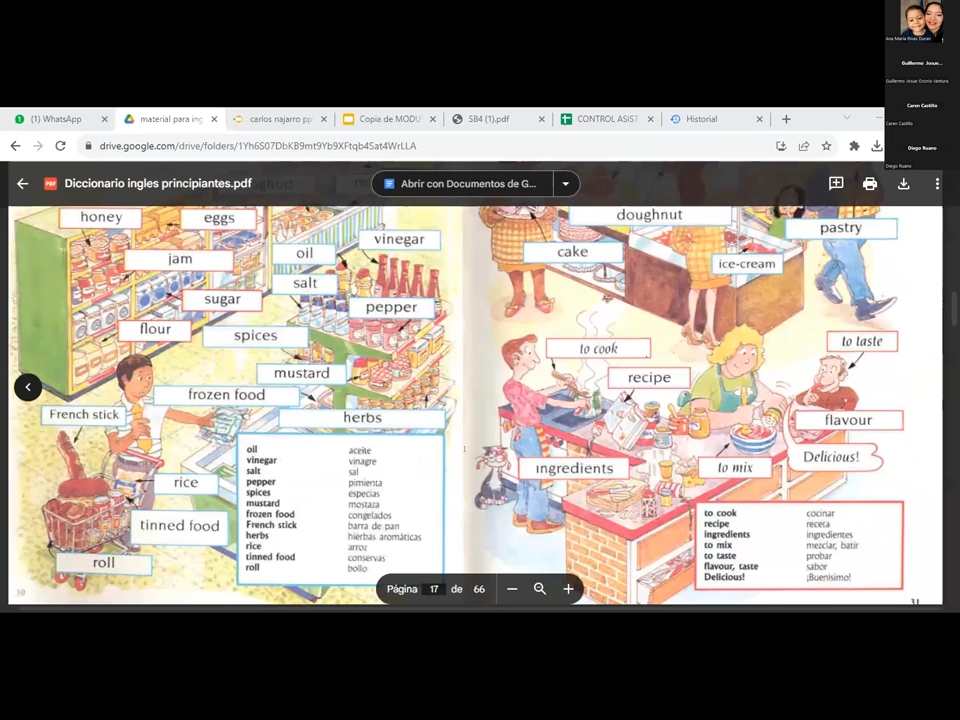 Ana María Rivas Duran
Guillermo Josue...
Guillermo Josue Osorio Ventura
Caren Castillo
Caren Castillo
Diego Ruano
Diego Ruano
(1) WhatsApp
material para ing
carlos najarro pp
Copia de MODU
SB4 (1).pdf
CONTROL ASIST
Historial
drive.google.com/drive/folders/1Yh6S07DbKB9mt9Yb9XFtqb4Sat4WrLLA
Diccionario ingles principiantes.pdf
Abrir con Documentos de G...
honey
eggs
jam
oil
vinegar
salt
sugar
pepper
flour
spices
mustard
frozen food
French stick
herbs
rice
tinned food
roll
oil aceite
vinegar vinagre
salt sal
pepper pimienta
spices especias
mustard mostaza
frozen food congelados
French stick barra de pan
herbs hierbas aromáticas
rice arroz
tinned food conservas
roll bollo
30
doughnut
pastry
cake
ice-cream
to cook
to taste
recipe
flavour
Delicious!
ingredients
to mix
to cook cocinar
recipe receta
ingredients ingredientes
to mix mezclar, batir
to taste probar
flavour, taste sabor
Delicious! ¡Buenísimo!
31
Página 17 de 66